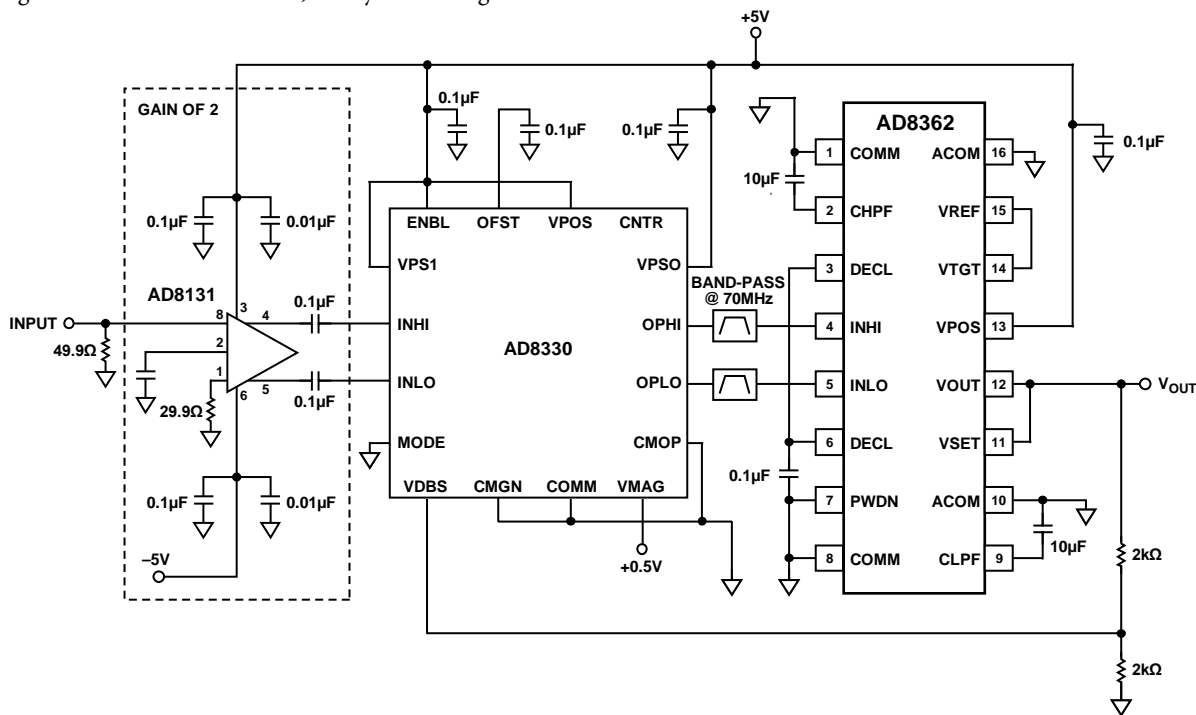 +5V
GAIN OF 2
0.1µF
0.01µF
AD8131
INPUT
49.9Ω
8
2
1
3
4
5
6
29.9Ω
0.1µF
0.1µF
0.1µF
0.01µF
–5V
0.1µF
0.1µF
0.1µF
ENBL OFST VPOS CNTR
VPS1 VPSO
INHI OPHI
AD8330
INLO OPLO
MODE CMOP
VDBS CMGN COMM VMAG
+0.5V
BAND-PASS
@ 70MHz
AD8362
1 COMM ACOM 16
2 CHPF VREF 15
3 DECL VTGT 14
4 INHI VPOS 13
5 INLO VOUT 12
6 DECL VSET 11
7 PWDN ACOM 10
8 COMM CLPF 9
10µF
0.1µF
0.1µF
10µF
VOUT
2kΩ
2kΩ